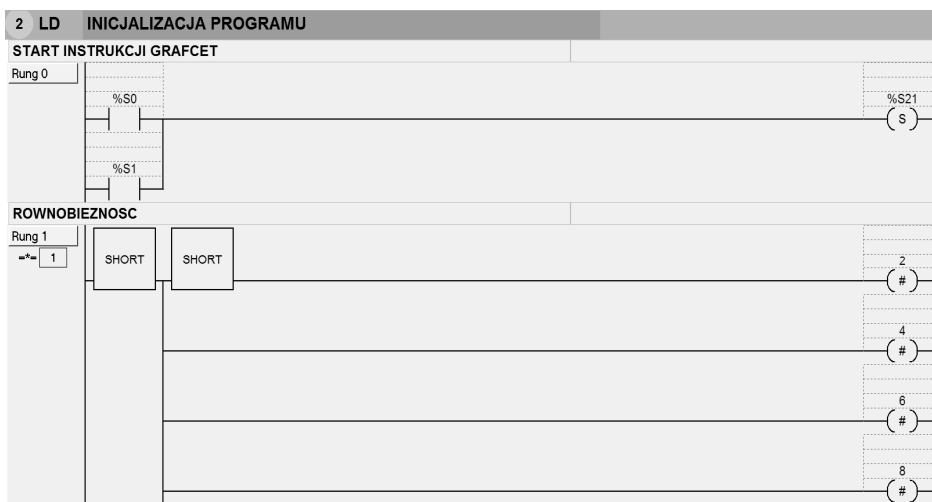 2 LD INICJALIZACJA PROGRAMU
START INSTRUKCJI GRAFCET
Rung 0
%S0 %S21
S
%S1
ROWNOBIEZNOSC
Rung 1
=*= 1 SHORT SHORT 2
#
4
#
6
#
8
#